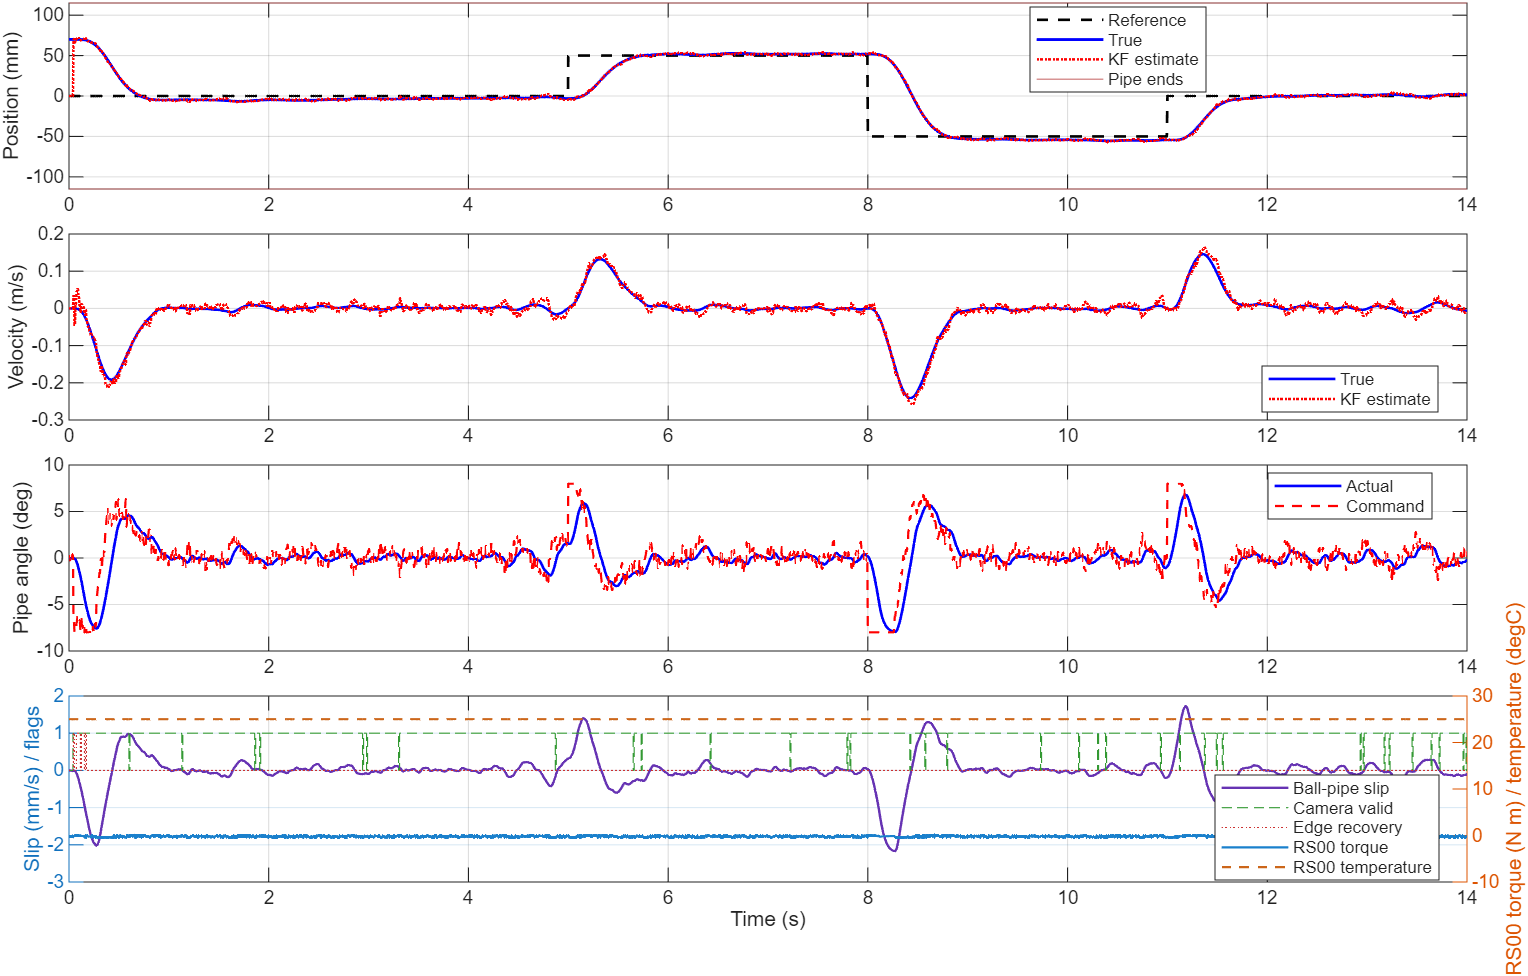 100
50
0
-50
-100
Position (mm)
Reference
True
KF estimate
Pipe ends
0 2 4 6 8 10 12 14
0.2
0.1
0
-0.1
-0.2
-0.3
Velocity (m/s)
True
KF estimate
0 2 4 6 8 10 12 14
10
5
0
-5
-10
Pipe angle (deg)
Actual
Command
0 2 4 6 8 10 12 14
2
1
0
-1
-2
-3
Slip (mm/s) / flags
30
20
10
0
-10
RS00 torque (N m) / temperature (degC)
Ball-pipe slip
Camera valid
Edge recovery
RS00 torque
RS00 temperature
0 2 4 6 8 10 12 14
Time (s)